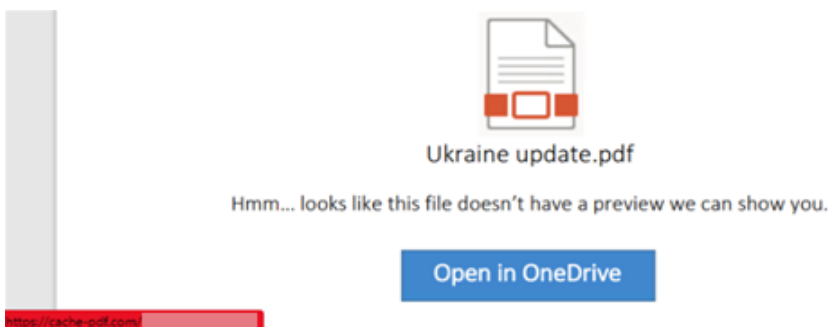 Ukraine update.pdf
Hmm... looks like this file doesn’t have a preview we can show you.
Open in OneDrive
https://cache-pdf.com/